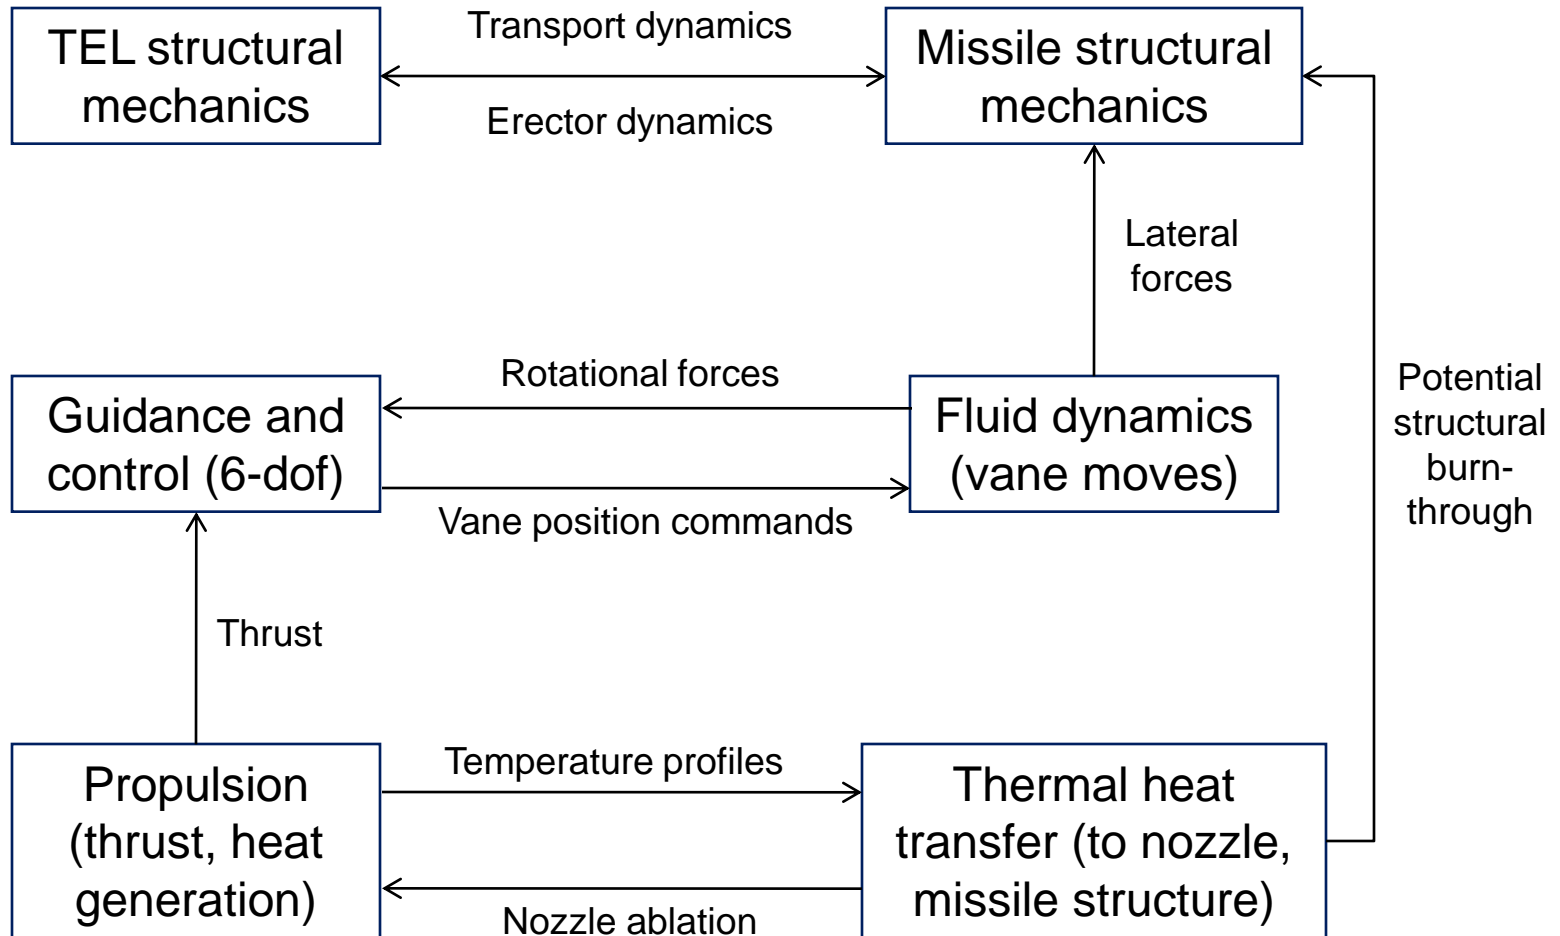 TEL structural
mechanics
Transport dynamics
Erector dynamics
Missile structural
mechanics
Lateral
forces
Guidance and
control (6-dof)
Rotational forces
Vane position commands
Fluid dynamics
(vane moves)
Potential
structural
burn-
through
Thrust
Propulsion
(thrust, heat
generation)
Temperature profiles
Nozzle ablation
Thermal heat
transfer (to nozzle,
missile structure)